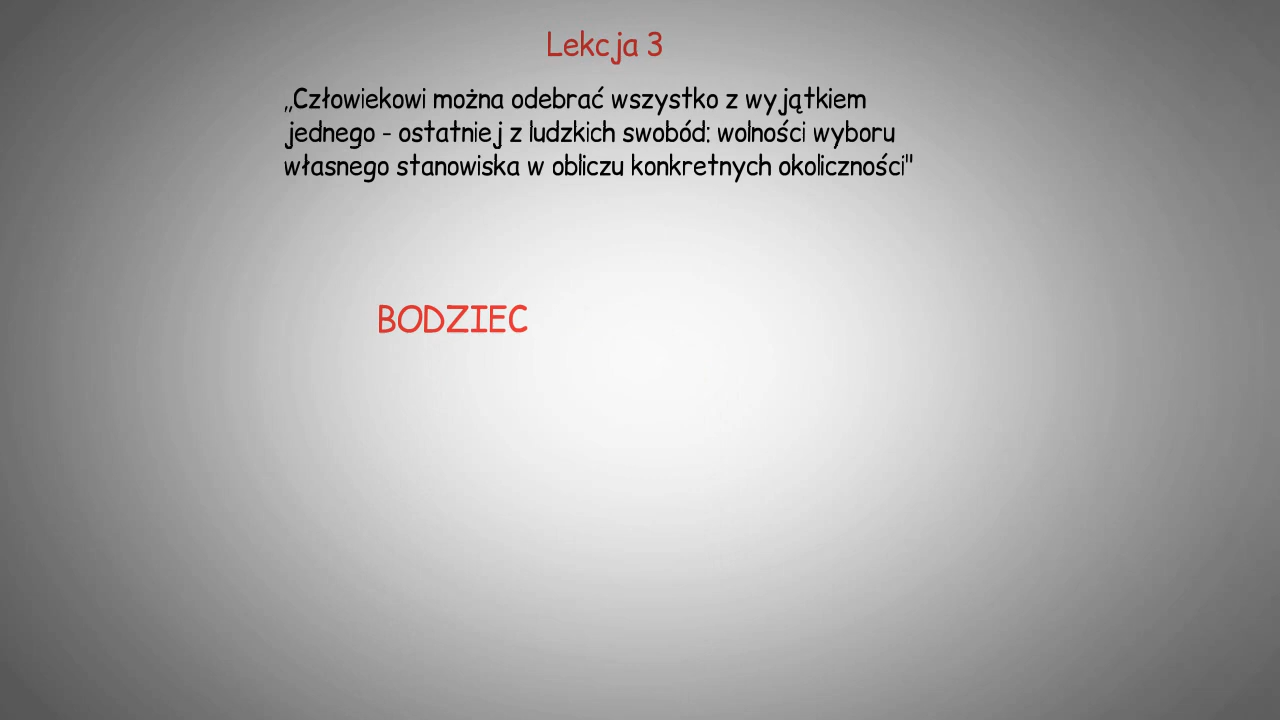 Lekcja 3
„Człowiekowi można odebrać wszystko z wyjątkiem
jednego - ostatniej z ludzkich swobód: wolności wyboru
własnego stanowiska w obliczu konkretnych okoliczności"
BODZIEC